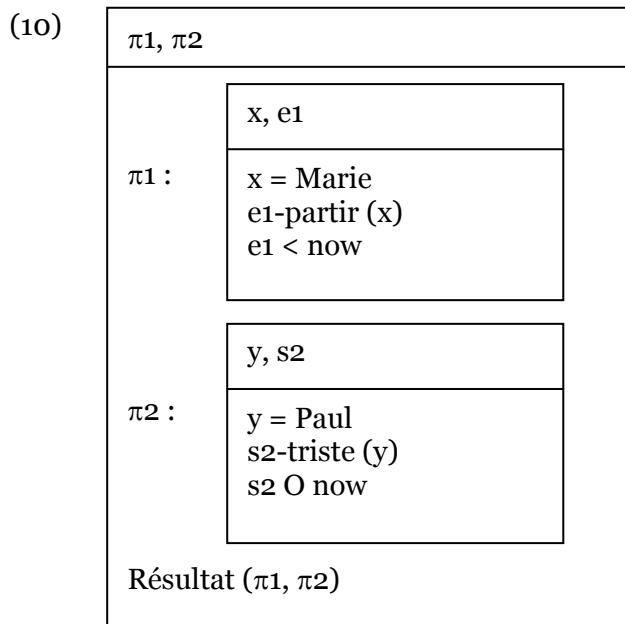 (10)
π1, π2
x, e1
π1 :
x = Marie
e1-partir (x)
e1 < now
y, s2
π2 :
y = Paul
s2-triste (y)
s2 O now
Résultat (π1, π2)